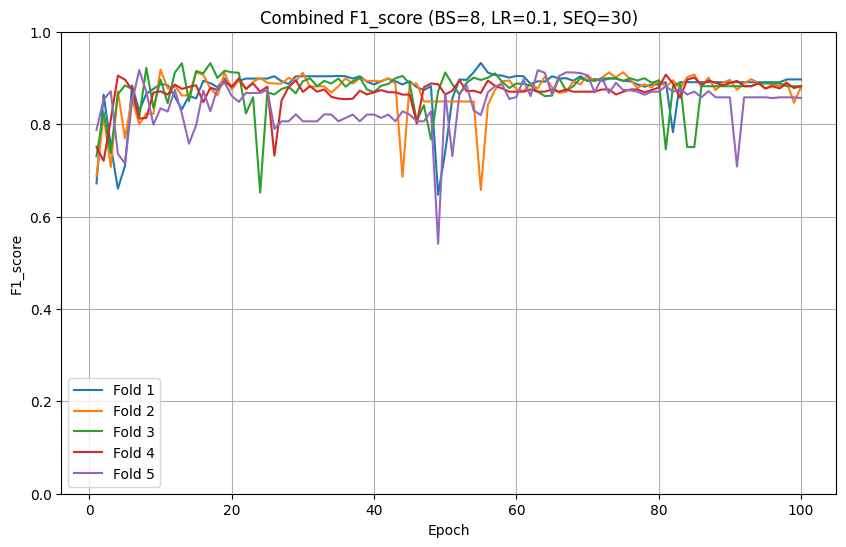 Combined F1_score (BS=8, LR=0.1, SEQ=30)
F1_score
1.0
0.8
0.6
0.4
0.2
0.0
Fold 1
Fold 2
Fold 3
Fold 4
Fold 5
0 20 40 60 80 100
Epoch